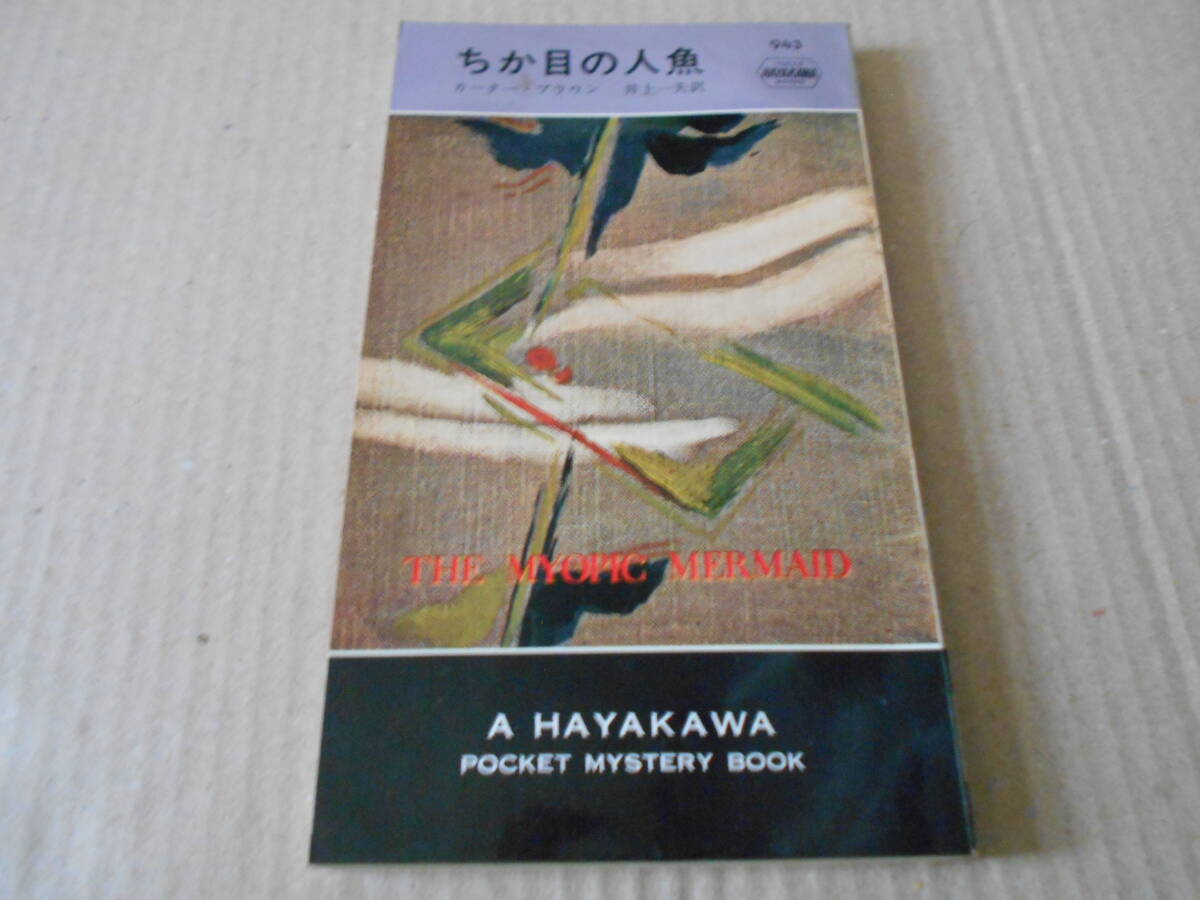 ちか目の人魚
943
カーター・ブラウン 井上一夫訳
HAYAKAWA
THE MYOPIC MERMAID
A HAYAKAWA
POCKET MYSTERY BOOK